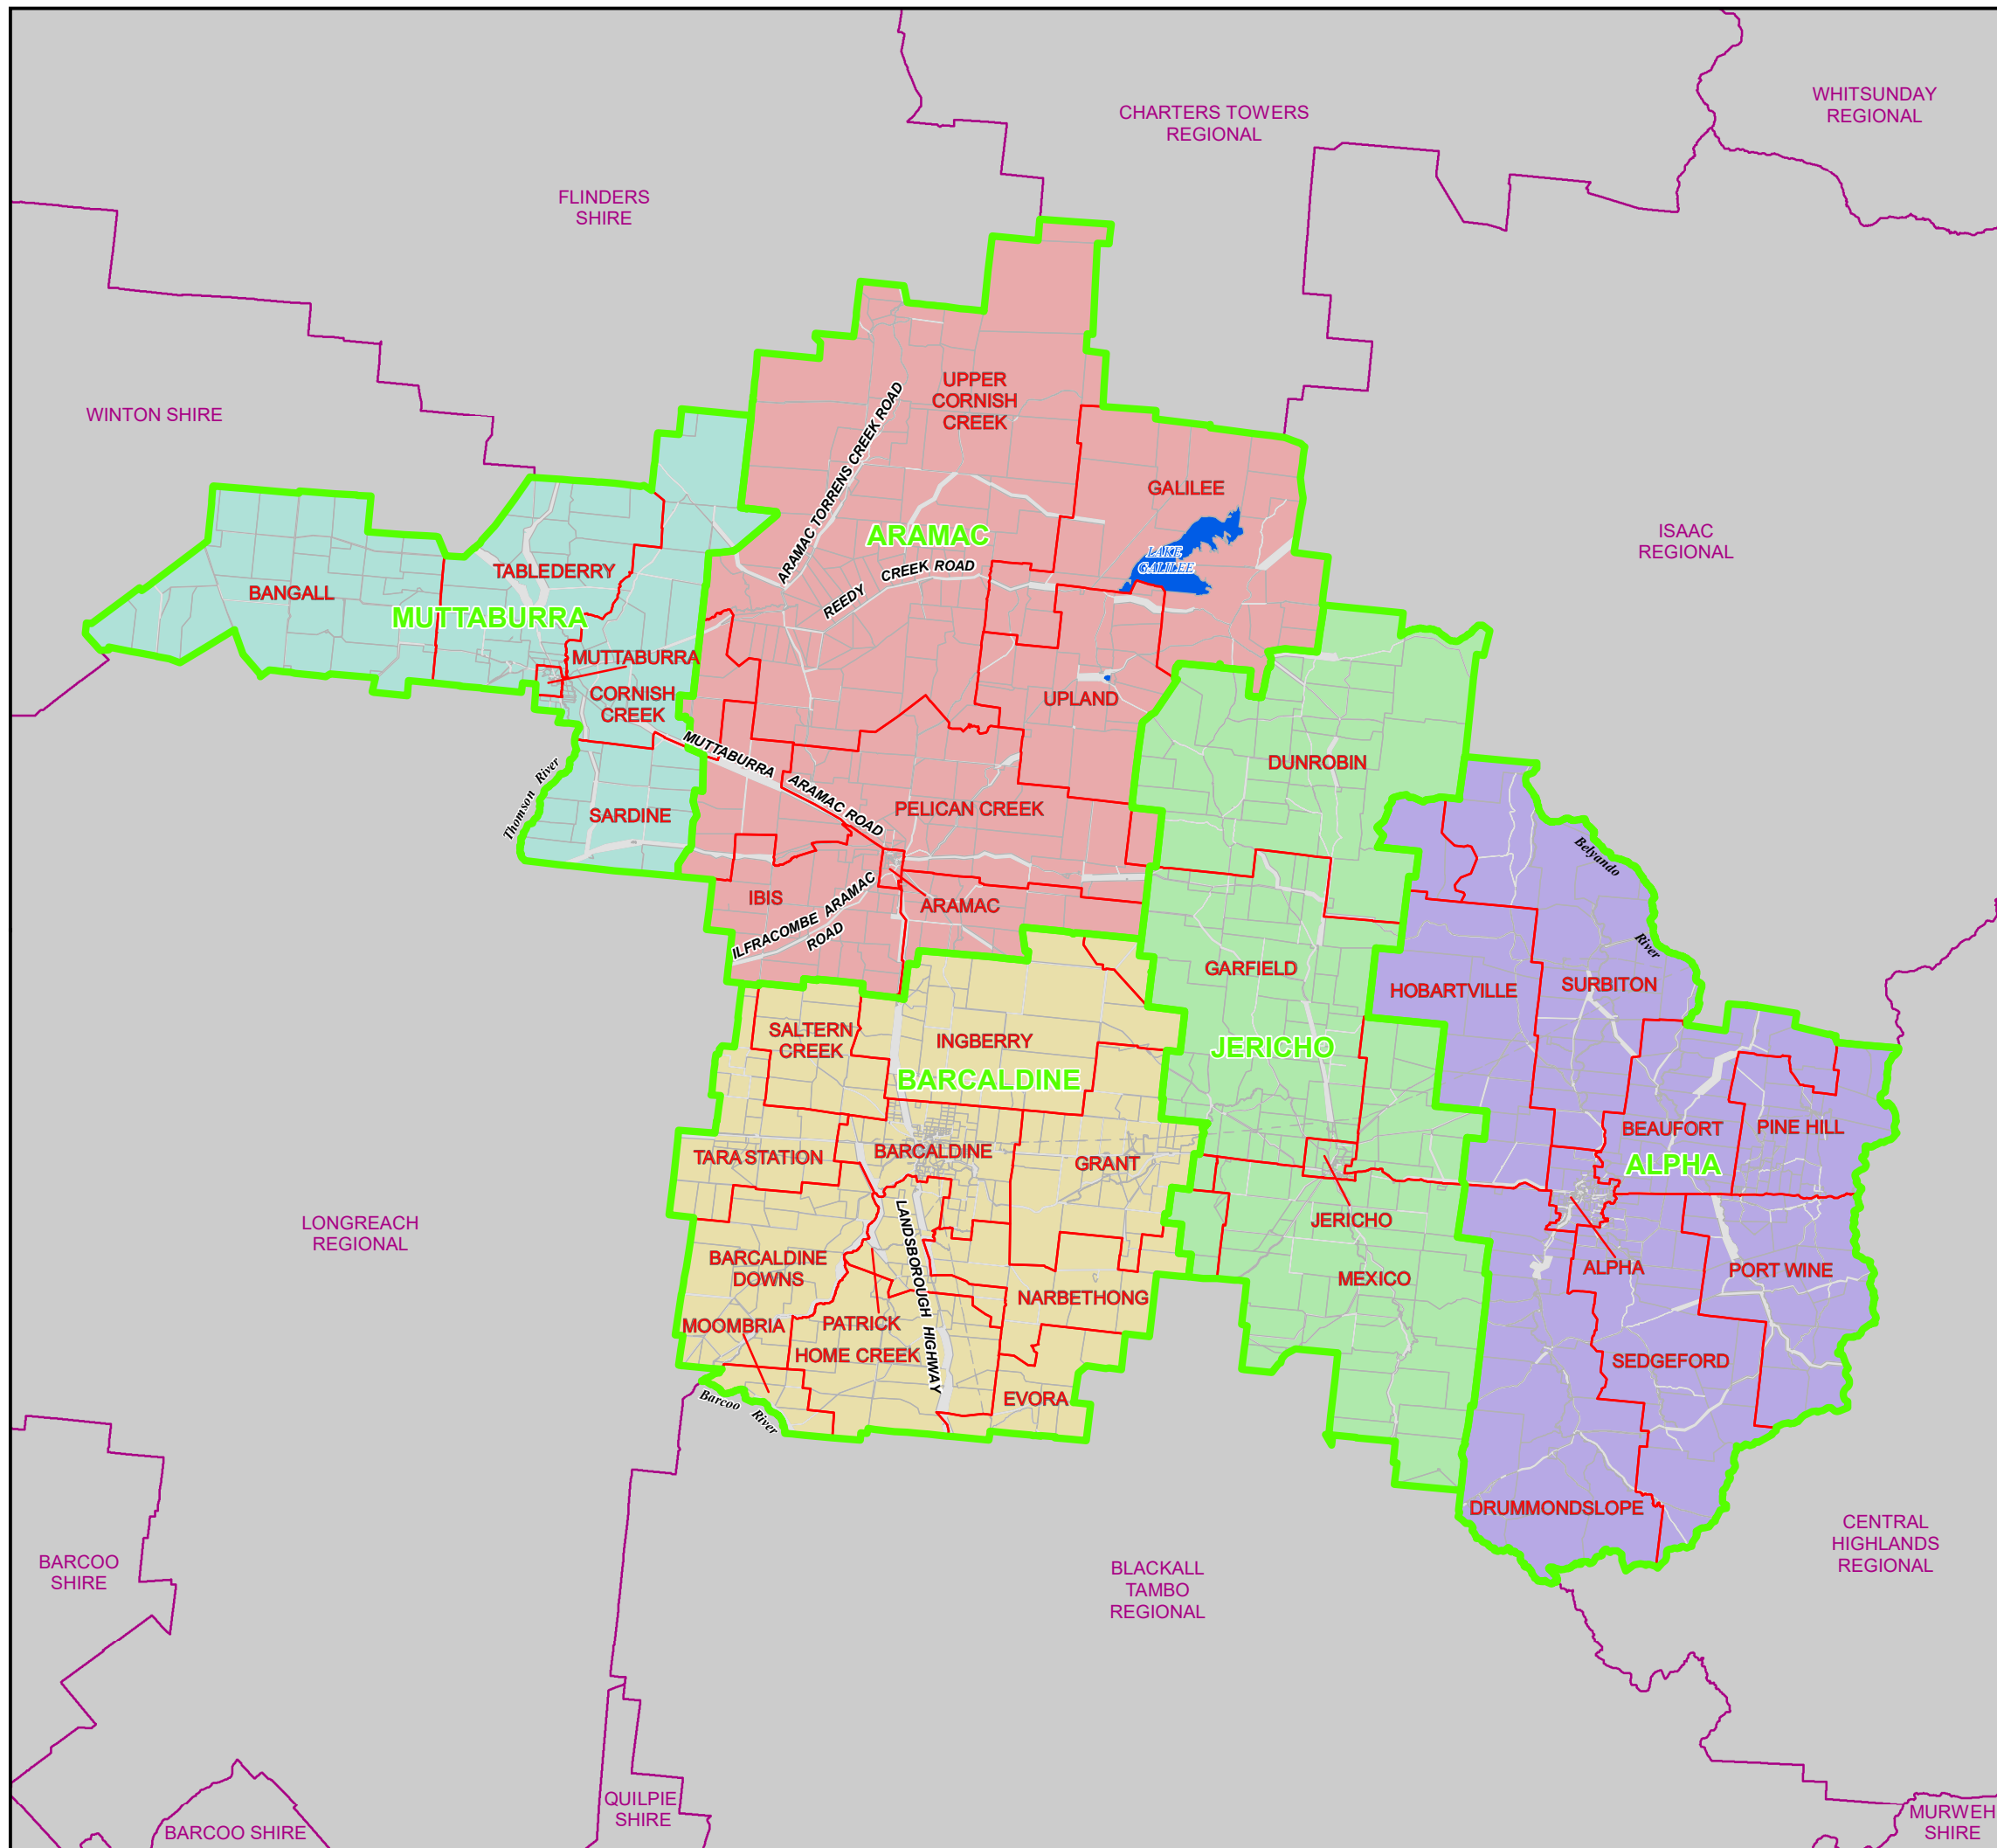 WHITSUNDAY
REGIONAL
CHARTERS TOWERS
REGIONAL
FLINDERS
SHIRE
WINTON SHIRE
ISAAC
REGIONAL
UPPER
CORNISH
CREEK
ARAMAC TORRENS CREEK ROAD
GALILEE
ARAMAC
LAKE
GALILEE
REEDY CREEK ROAD
TABLEDERRY
BANGALL
MUTTABURRA
MUTTABURRA
CORNISH
CREEK
UPLAND
MUTTABURRA ARAMAC ROAD
DUNROBIN
Thomson River
SARDINE
PELICAN CREEK
Belyando River
IBIS
ARAMAC
ILFRACOMBE ARAMAC
ROAD
GARFIELD
HOBARTVILLE
SURBITON
SALTERN
CREEK
INGBERRY
JERICHO
BARCALDINE
BEAUFORT
PINE HILL
TARA STATION
BARCALDINE
GRANT
ALPHA
LONGREACH
REGIONAL
JERICHO
LANDSBOROUGH HIGHWAY
BARCALDINE
DOWNS
MEXICO
ALPHA
PORT WINE
NARBETHONG
MOOMBRIA
PATRICK
HOME CREEK
SEDGEFORD
EVORA
Barcoo River
DRUMMONDSLOPE
CENTRAL
HIGHLANDS
REGIONAL
BARCOO
SHIRE
BLACKALL
TAMBO
REGIONAL
QUILPIE
SHIRE
BARCOO SHIRE
MURWEH
SHIRE